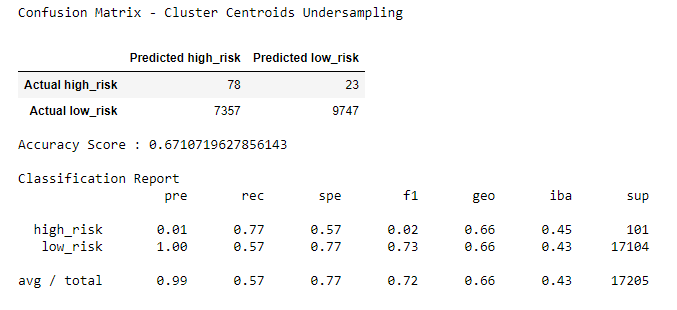 Confusion Matrix - Cluster Centroids Undersampling
Predicted high_risk Predicted low_risk
Actual high_risk 78 23
Actual low_risk 7357 9747
Accuracy Score : 0.6710719627856143
Classification Report
pre rec spe f1 geo iba sup
high_risk 0.01 0.77 0.57 0.02 0.66 0.45 101
low_risk 1.00 0.57 0.77 0.73 0.66 0.43 17104
avg / total 0.99 0.57 0.77 0.72 0.66 0.43 17205